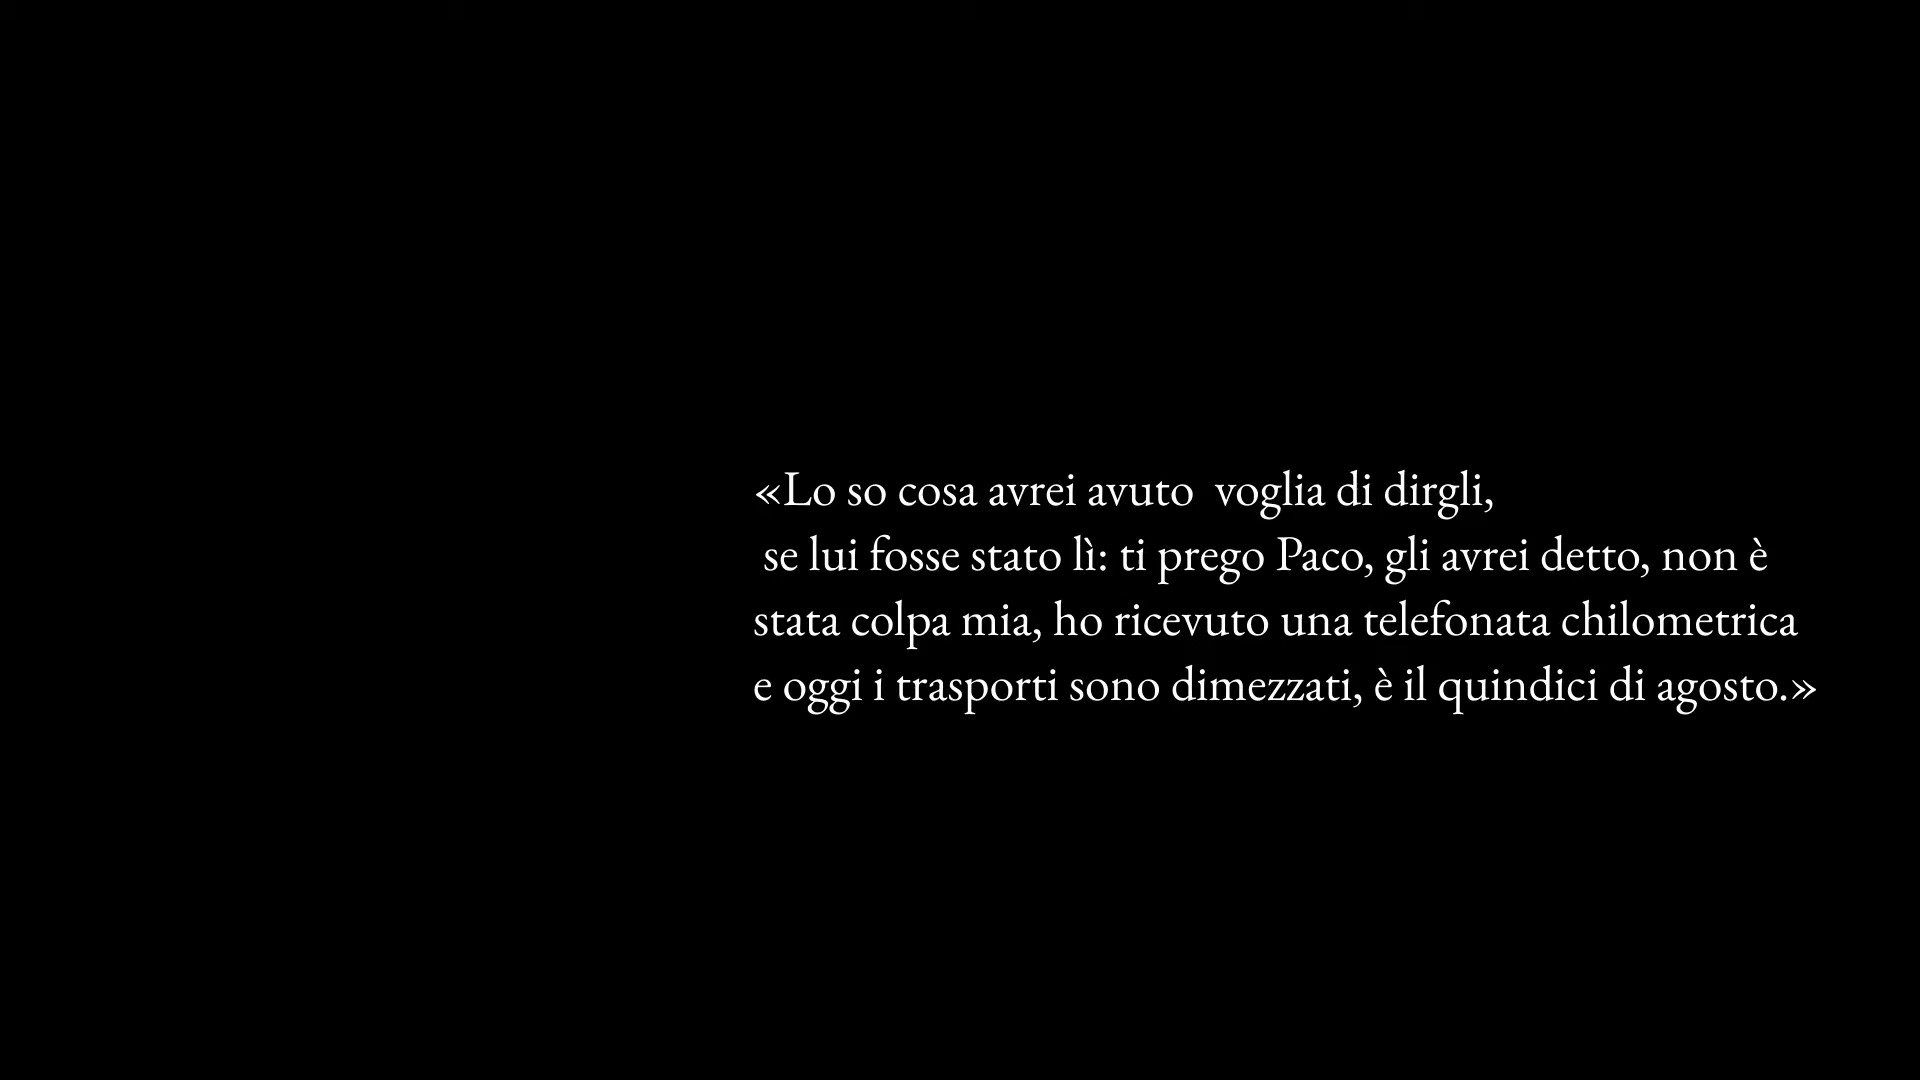 «Lo so cosa avrei avuto  voglia di dirgli,
se lui fosse stato lì: ti prego Paco, gli avrei detto, non è
stata colpa mia, ho ricevuto una telefonata chilometrica
e oggi i trasporti sono dimezzati, è il quindici di agosto.»